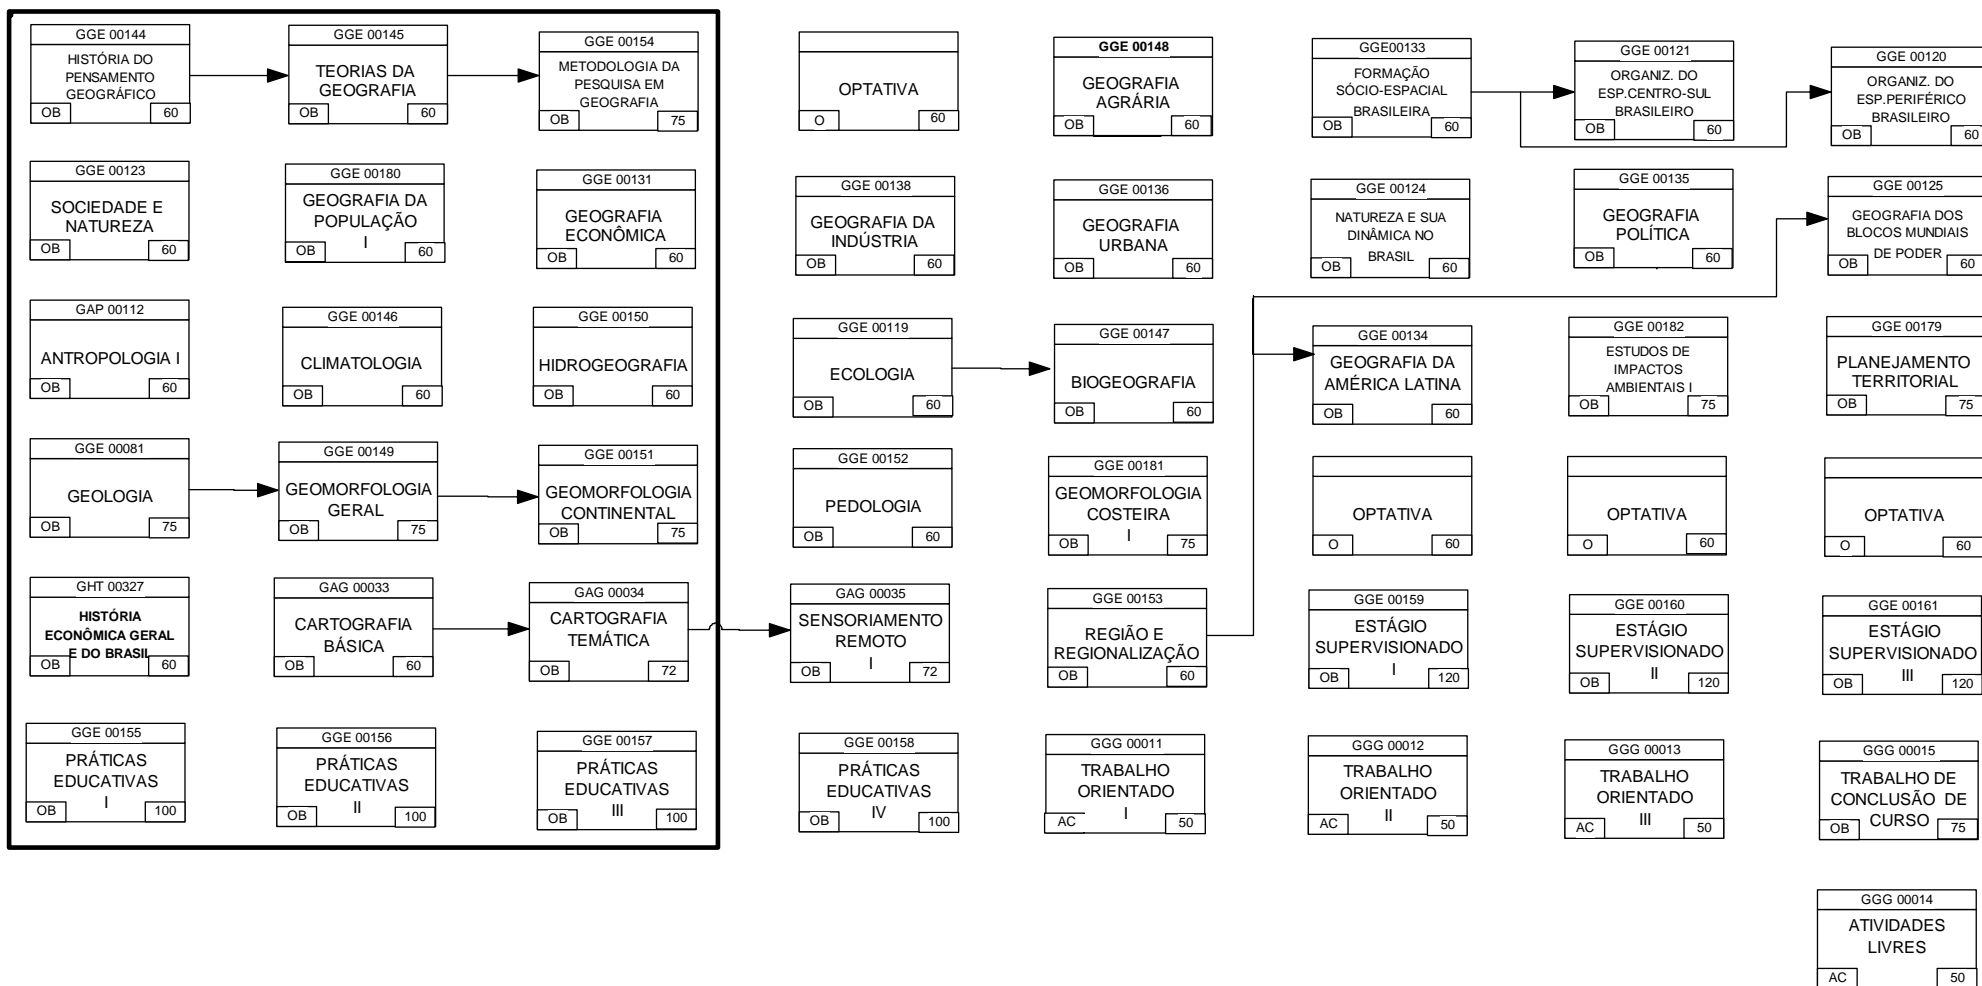 GGE 00144
HISTÓRIA DO
PENSAMENTO
GEOGRÁFICO
OB 60
GGE 00145
TEORIAS DA
GEOGRAFIA
OB 60
GGE 00154
METODOLOGIA DA
PESQUISA EM
GEOGRAFIA
OB 75
OPTATIVA
O 60
GGE 00148
GEOGRAFIA
AGRÁRIA
OB 60
GGE00133
FORMAÇÃO
SÓCIO-ESPACIAL
BRASILEIRA
OB 60
GGE 00121
ORGANIZ. DO
ESP.CENTRO-SUL
BRASILEIRO
OB 60
GGE 00120
ORGANIZ. DO
ESP.PERIFÉRICO
BRASILEIRO
OB 60
GGE 00123
SOCIEDADE E
NATUREZA
OB 60
GGE 00180
GEOGRAFIA DA
POPULAÇÃO
I
OB 60
GGE 00131
GEOGRAFIA
ECONÔMICA
OB 60
GGE 00138
GEOGRAFIA DA
INDÚSTRIA
OB 60
GGE 00136
GEOGRAFIA
URBANA
OB 60
GGE 00124
NATUREZA E SUA
DINÂMICA NO
BRASIL
OB 60
GGE 00135
GEOGRAFIA
POLÍTICA
OB 60
GGE 00125
GEOGRAFIA DOS
BLOCOS MUNDIAIS
DE PODER
OB 60
GAP 00112
ANTROPOLOGIA I
OB 60
GGE 00146
CLIMATOLOGIA
OB 60
GGE 00150
HIDROGEOGRAFIA
OB 60
GGE 00119
ECOLOGIA
OB 60
GGE 00147
BIOGEOGRAFIA
OB 60
GGE 00134
GEOGRAFIA DA
AMÉRICA LATINA
OB 60
GGE 00182
ESTUDOS DE
IMPACTOS
AMBIENTAIS I
OB 75
GGE 00179
PLANEJAMENTO
TERRITORIAL
OB 75
GGE 00081
GEOLOGIA
OB 75
GGE 00149
GEOMORFOLOGIA
GERAL
OB 75
GGE 00151
GEOMORFOLOGIA
CONTINENTAL
OB 75
GGE 00152
PEDOLOGIA
OB 60
GGE 00181
GEOMORFOLOGIA
COSTEIRA
I
OB 75
OPTATIVA
O 60
OPTATIVA
O 60
OPTATIVA
O 60
GHT 00327
HISTÓRIA
ECONÔMICA GERAL
E DO BRASIL
OB 60
GAG 00033
CARTOGRAFIA
BÁSICA
OB 60
GAG 00034
CARTOGRAFIA
TEMÁTICA
OB 72
GAG 00035
SENSORIAMENTO
REMOTO
I
OB 72
GGE 00153
REGIÃO E
REGIONALIZAÇÃO
OB 60
GGE 00159
ESTÁGIO
SUPERVISIONADO
I
OB 120
GGE 00160
ESTÁGIO
SUPERVISIONADO
II
OB 120
GGE 00161
ESTÁGIO
SUPERVISIONADO
III
OB 120
GGE 00155
PRÁTICAS
EDUCATIVAS
I
OB 100
GGE 00156
PRÁTICAS
EDUCATIVAS
II
OB 100
GGE 00157
PRÁTICAS
EDUCATIVAS
III
OB 100
GGE 00158
PRÁTICAS
EDUCATIVAS
IV
OB 100
GGG 00011
TRABALHO
ORIENTADO
I
AC 50
GGG 00012
TRABALHO
ORIENTADO
II
AC 50
GGG 00013
TRABALHO
ORIENTADO
III
AC 50
GGG 00015
TRABALHO DE
CONCLUSÃO DE
CURSO
OB 75
GGG 00014
ATIVIDADES
LIVRES
AC 50